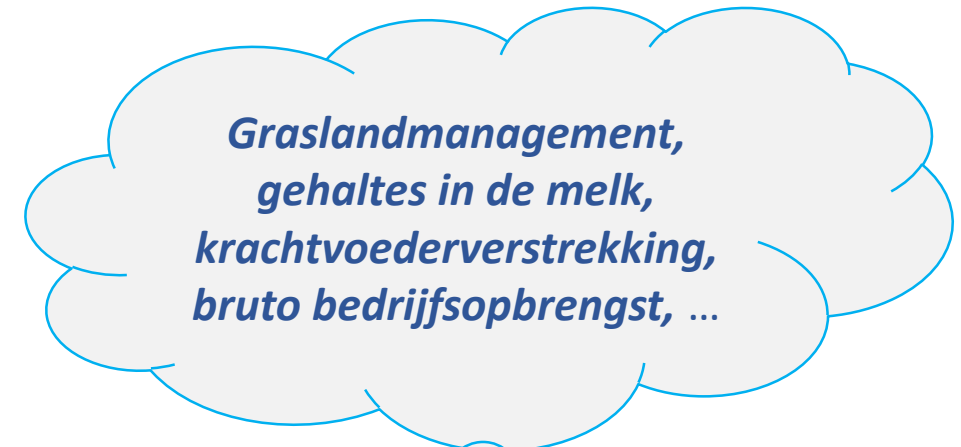 Graslandmanagement,
gehaltes in de melk,
krachtvoederverstrekking,
bruto bedrijfsopbrengst, ...